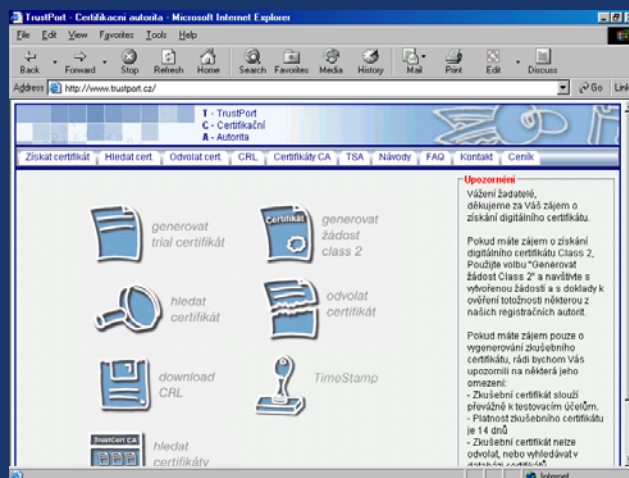 TrustPort - Certifikacni autorita - Microsoft Internet Explorer
File Edit View Favorites Tools Help
Back Forward Stop Refresh Home Search Favorites Media History Mail Print Edit Discuss
Address http://www.trustport.cz/ Go Link
T - TrustPort
C - Certifikační
A - Autorita
Získat certifikát Hledat cert. Odvolat cert. CRL Certifikáty CA TSA Návody FAQ Kontakt Ceník
generovat
trial certifikát
Certifikát
generovat
žádost
class 2
hledat
certifikát
odvolat
certifikát
download
CRL
TimeStamp
TrustCert CA
hledat
certifikáty
Upozornění
Vážení žadatelé,
děkujeme za Váš zájem o
získání digitálního certifikátu.
Pokud máte zájem o získání
digitálního certifikátu Class 2,
Použijte volbu "Generovat
žádost Class 2" a navštivte s
vytvořenou žádostí a s doklady k
ověření totožnosti některou z
našich registračních autorit.
Pokud máte zájem pouze o
vygenerování zkušebního
certifikátu, rádi bychom Vás
upozornili na některá jeho
omezení:
- Zkušební certifikát slouží
převážně k testovacím účelům.
- Platnost zkušebního certifikátu
je 14 dnů
- Zkušební certifikát nelze
odvolat, nebo vyhledávat v
databázi certifikátů
Internet